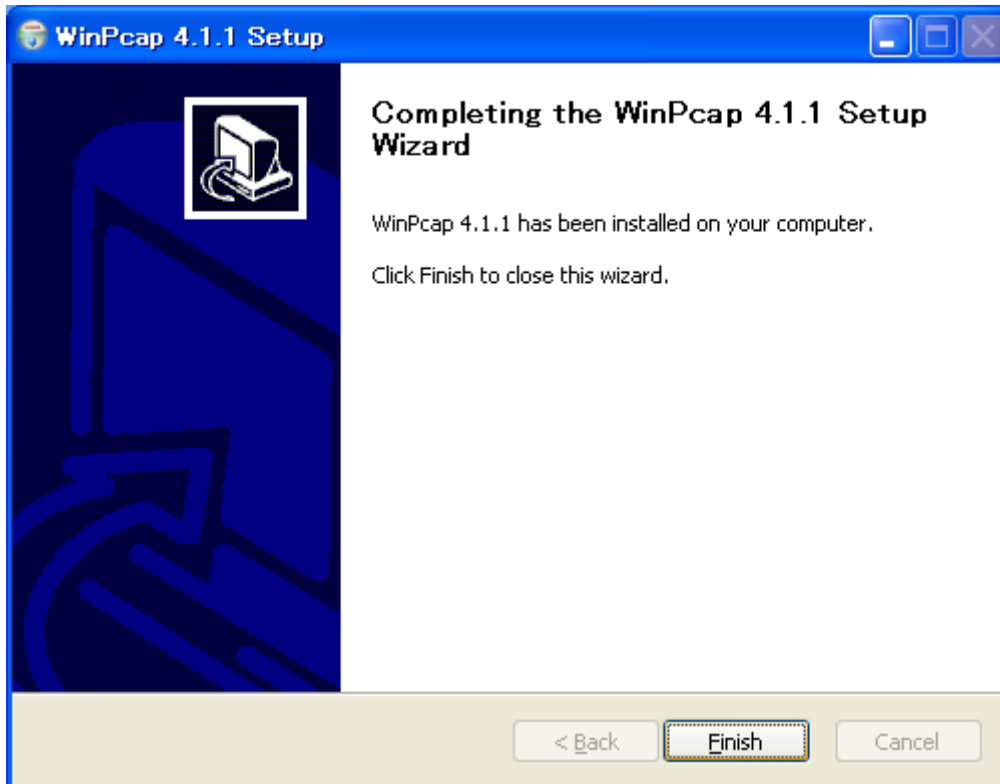 WinPcap 4.1.1 Setup
Completing the WinPcap 4.1.1 Setup
Wizard
WinPcap 4.1.1 has been installed on your computer.
Click Finish to close this wizard.
< Back
Finish
Cancel